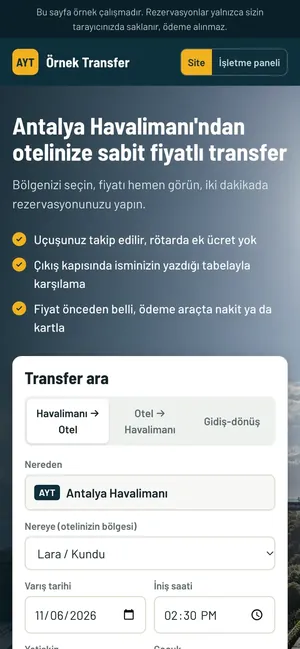 Bu sayfa örnek çalışmadır. Rezervasyonlar yalnızca sizin
tarayıcınızda saklanır, ödeme alınmaz.
AYT Örnek Transfer Site İşletme paneli
Antalya Havalimanı'ndan
otelinize sabit fiyatlı transfer
Bölgenizi seçin, fiyatı hemen görün, iki dakikada
rezervasyonunuzu yapın.
Uçuşunuz takip edilir, rötarda ek ücret yok
Çıkış kapısında isminizin yazdığı tabelayla
karşılama
Fiyat önceden belli, ödeme araçta nakit ya da
kartla
Transfer ara
Havalimanı →
Otel
Otel →
Havalimanı
Gidiş-dönüş
Nereden
AYT Antalya Havalimanı
Nereye (otelinizin bölgesi)
Lara / Kundu
Varış tarihi İniş saati
11/06/2026 02:30 PM